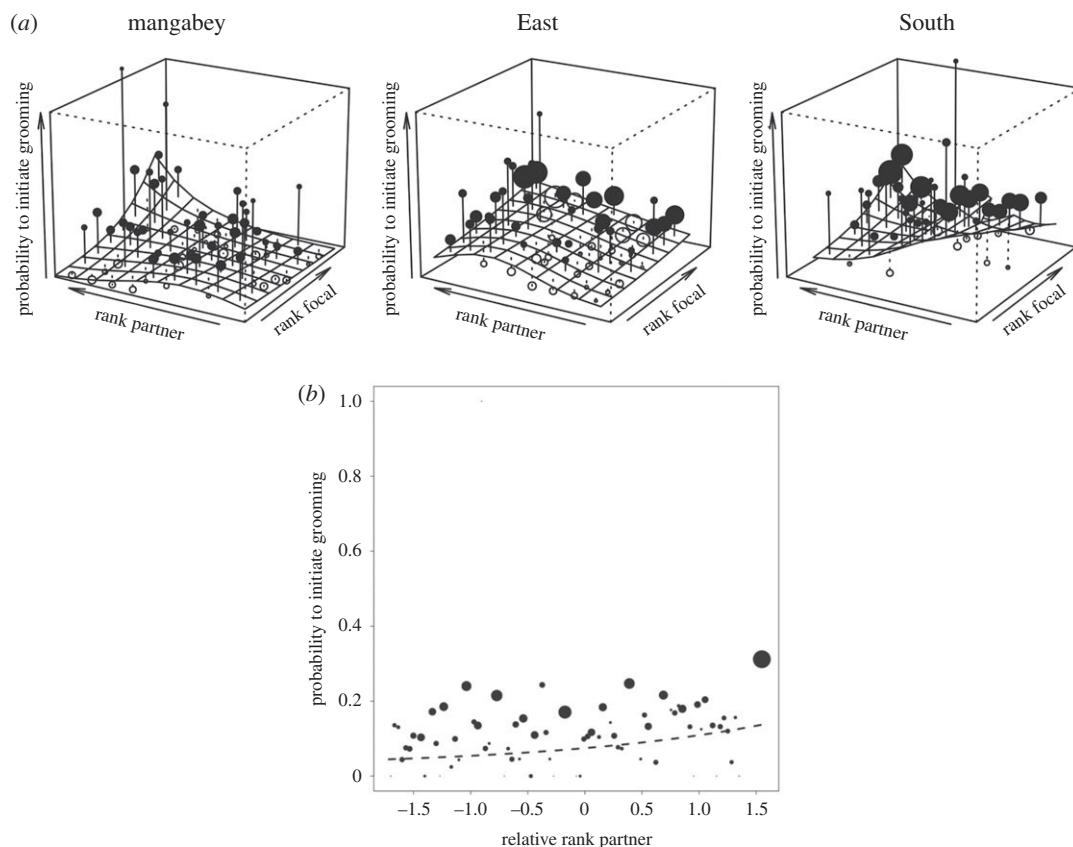 (a)
mangabey
East
South
probability to initiate grooming
rank partner
rank focal
probability to initiate grooming
rank partner
rank focal
probability to initiate grooming
rank partner
rank focal
(b)
probability to initiate grooming
1.0
0.8
0.6
0.4
0.2
0
–1.5 –1.0 –0.5 0 0.5 1.0 1.5
relative rank partner